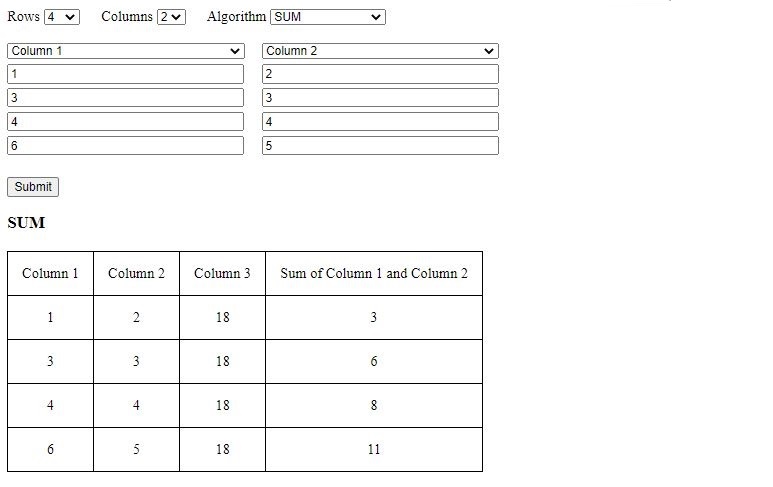 Rows 4 Columns 2 Algorithm SUM
Column 1 Column 2
1 2
3 3
4 4
6 5
Submit
SUM
Column 1 Column 2 Column 3 Sum of Column 1 and Column 2
1 2 18 3
3 3 18 6
4 4 18 8
6 5 18 11